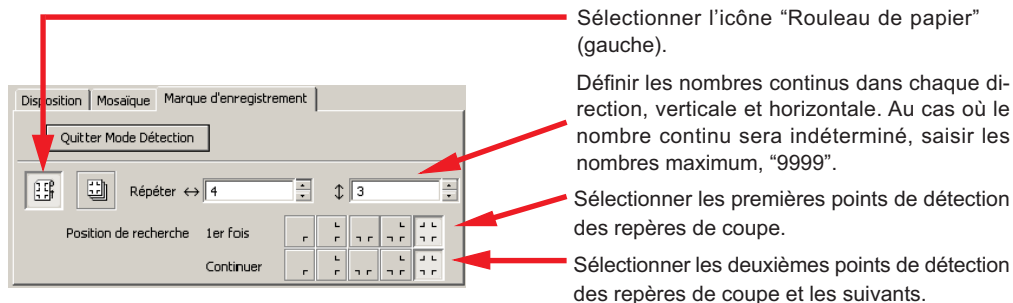 Sélectionner l’icône “Rouleau de papier”
(gauche).
Définir les nombres continus dans chaque di-
rection, verticale et horizontale. Au cas où le
nombre continu sera indéterminé, saisir les
nombres maximum, “9999”.
Sélectionner les premières points de détection
des repères de coupe.
Sélectionner les deuxièmes points de détection
des repères de coupe et les suivants.
Disposition Mosaïque Marque d'enregistrement
Quitter Mode Détection
Répéter ↔ 4 ↕ 3
Position de recherche 1er fois
Continuer